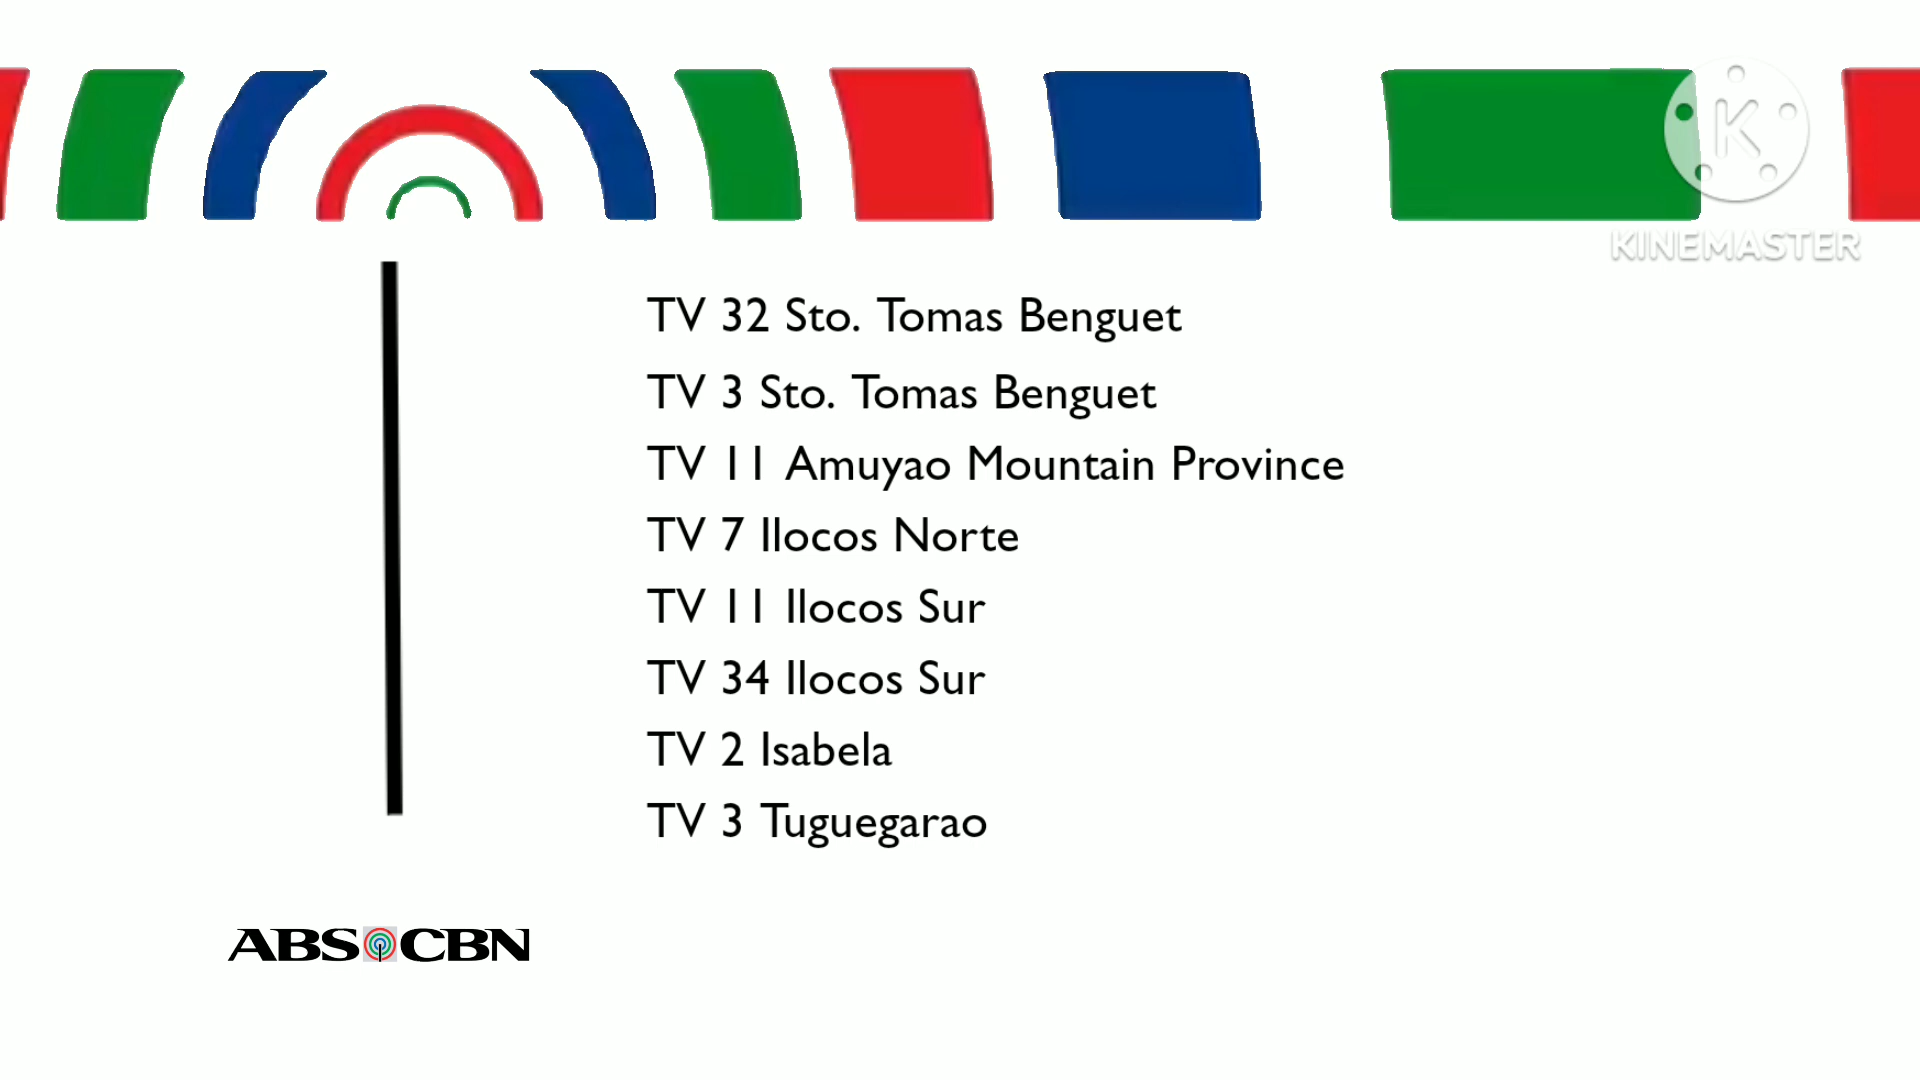 K
KINEMASTER
TV 32 Sto. Tomas Benguet
TV 3 Sto. Tomas Benguet
TV 11 Amuyao Mountain Province
TV 7 Ilocos Norte
TV 11 Ilocos Sur
TV 34 Ilocos Sur
TV 2 Isabela
TV 3 Tuguegarao
ABS CBN